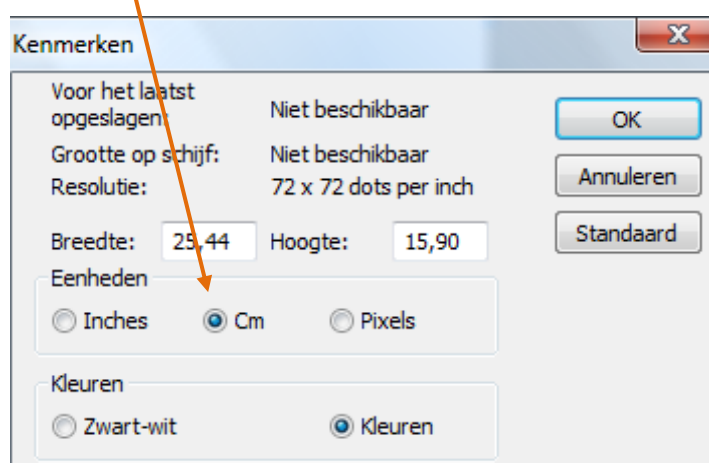 Kenmerken
Voor het laatst
opgeslagen: Niet beschikbaar
OK
Grootte op schijf: Niet beschikbaar
Resolutie: 72 x 72 dots per inch
Annuleren
Breedte: 25,44 Hoogte: 15,90
Standaard
Eenheden
Inches Cm Pixels
Kleuren
Zwart-wit Kleuren